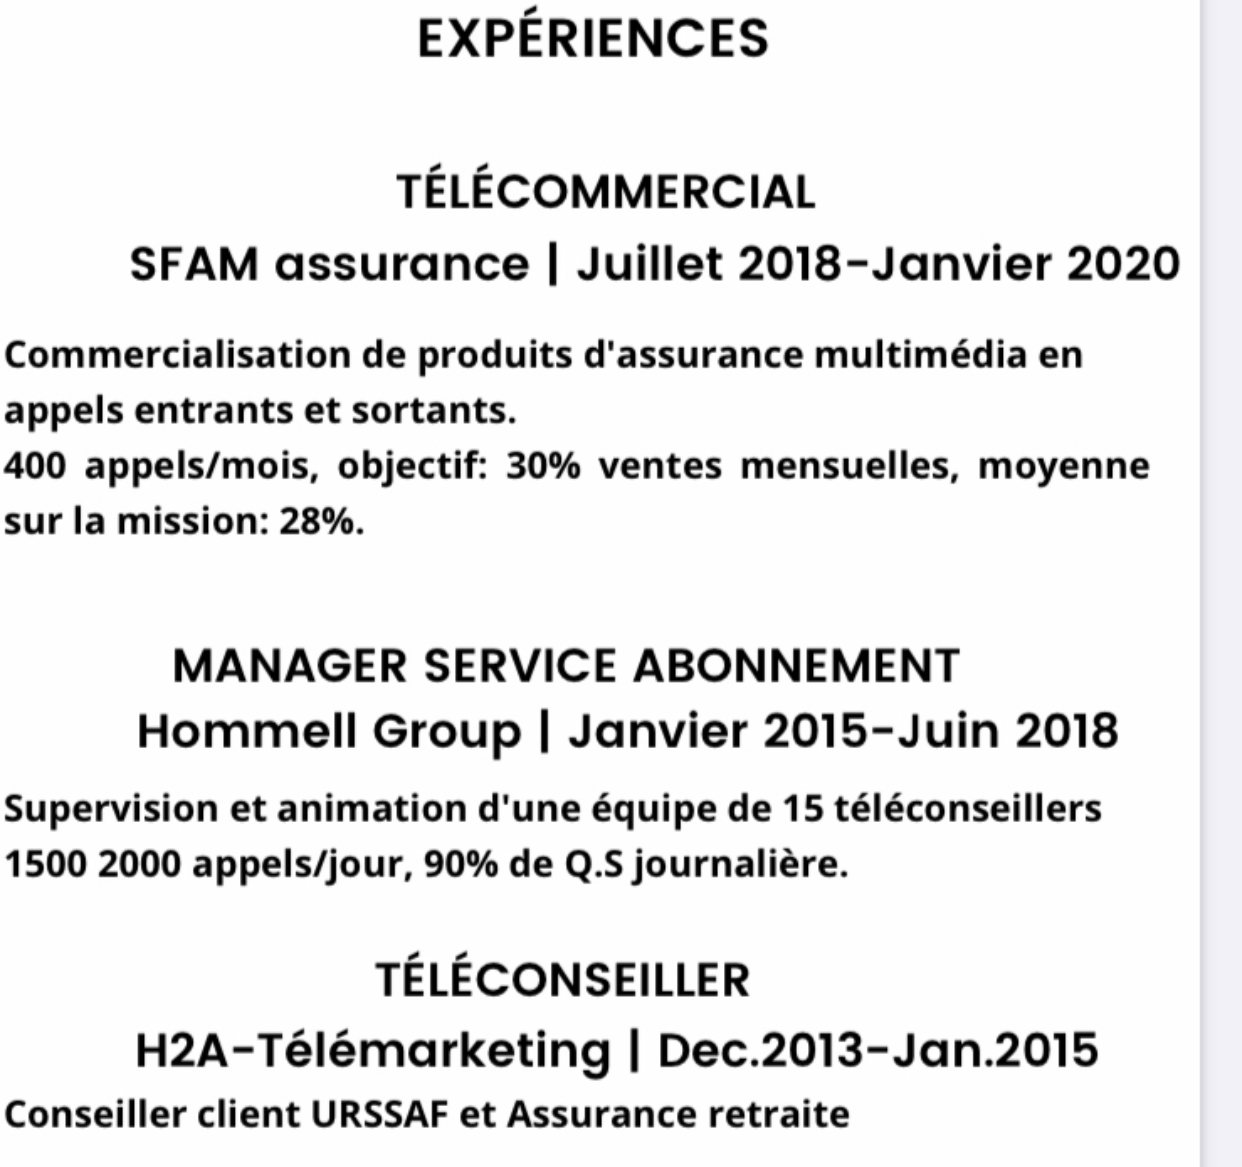 EXPÉRIENCES
TÉLÉCOMMERCIAL
SFAM assurance | Juillet 2018-Janvier 2020
Commercialisation de produits d'assurance multimédia en
appels entrants et sortants.
400 appels/mois, objectif: 30% ventes mensuelles, moyenne
sur la mission: 28%.
MANAGER SERVICE ABONNEMENT
Hommell Group | Janvier 2015-Juin 2018
Supervision et animation d'une équipe de 15 téléconseillers
1500 2000 appels/jour, 90% de Q.S journalière.
TÉLÉCONSEILLER
H2A-Télémarketing | Dec.2013-Jan.2015
Conseiller client URSSAF et Assurance retraite